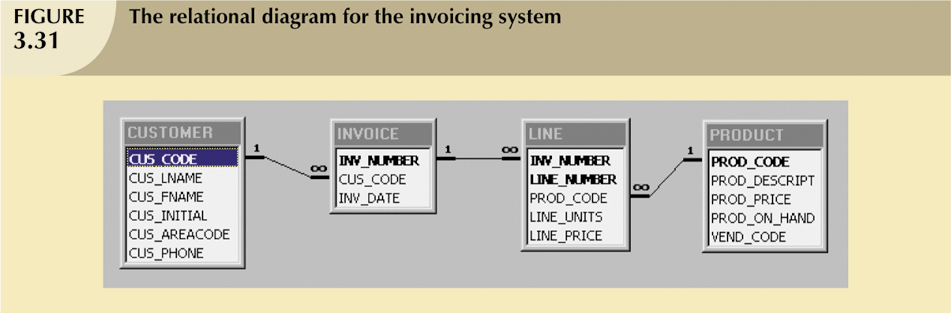 FIGURE 3.31
The relational diagram for the invoicing system
CUSTOMER
CUS_CODE
CUS_LNAME
CUS_FNAME
CUS_INITIAL
CUS_AREACODE
CUS_PHONE
1
∞
INVOICE
INV_NUMBER
CUS_CODE
INV_DATE
1
∞
LINE
INV_NUMBER
LINE_NUMBER
PROD_CODE
LINE_UNITS
LINE_PRICE
∞
1
PRODUCT
PROD_CODE
PROD_DESCRIPT
PROD_PRICE
PROD_ON_HAND
VEND_CODE